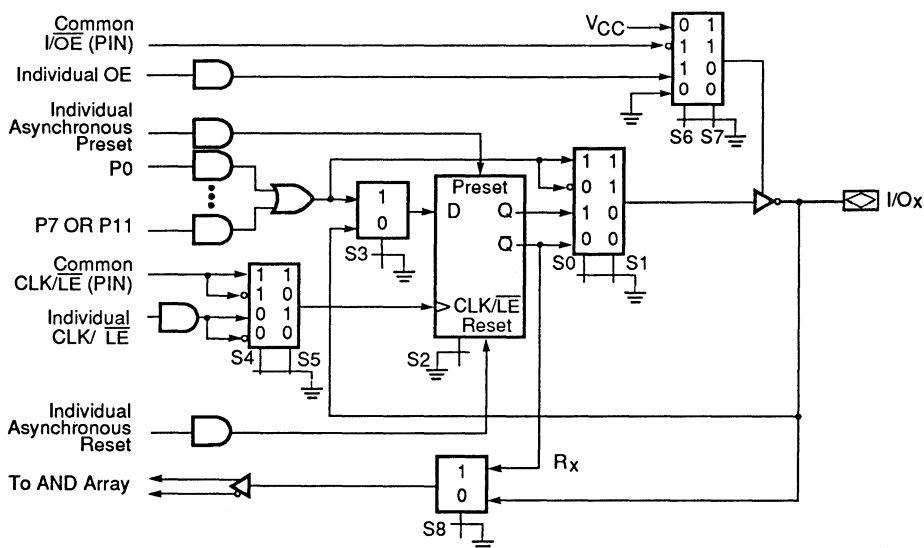 Common
I/OE (PIN)
VCC
0 1
1 1
1 0
0 0
S6 S7
Individual OE
Individual
Asynchronous
Preset
P0
P7 OR P11
1
0
S3
Preset
D Q
Q
CLK/LE
Reset
S2
1 1
0 1
1 0
0 0
S0 S1
I/Ox
Common
CLK/LE (PIN)
Individual
CLK/ LE
1 1
1 0
0 1
0 0
S4 S5
Individual
Asynchronous
Reset
Rx
To AND Array
1
0
S8